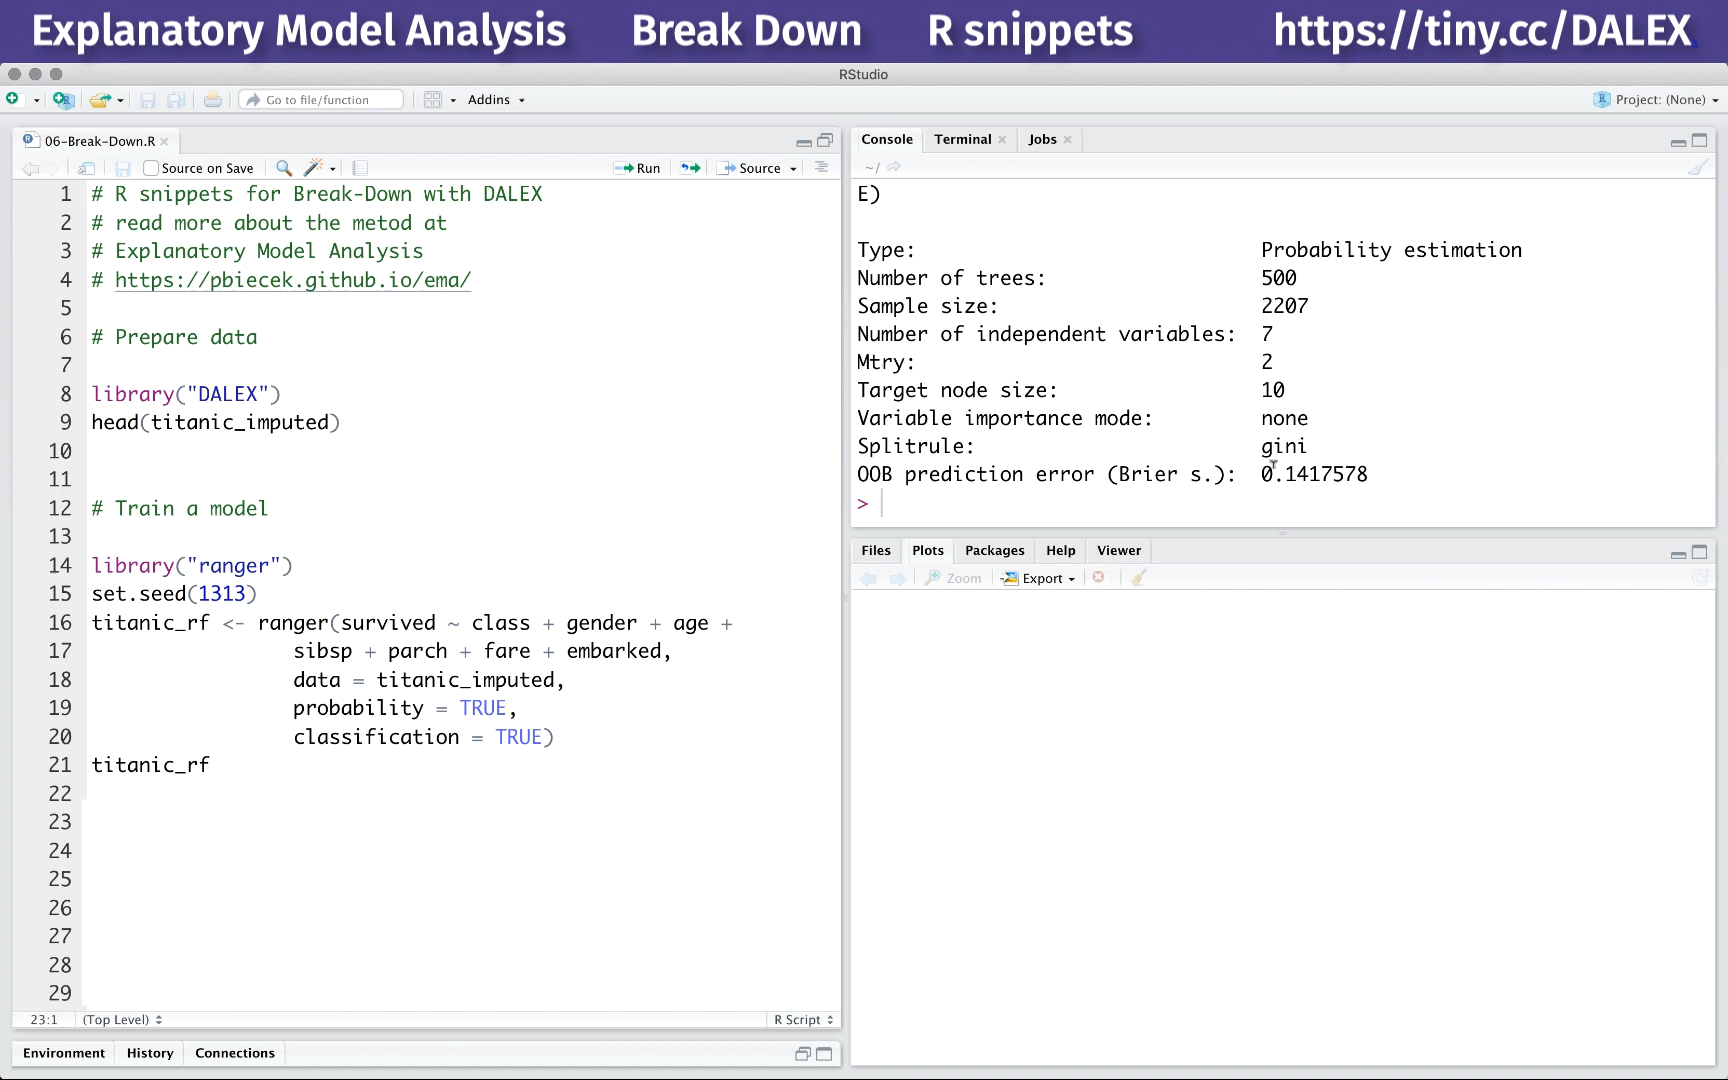 Explanatory Model Analysis Break Down R snippets https://tiny.cc/DALEX
RStudio
Go to file/function Addins Project: (None)
06-Break-Down.R
Source on Save Run Source
1 # R snippets for Break-Down with DALEX
2 # read more about the metod at
3 # Explanatory Model Analysis
4 # https://pbiecek.github.io/ema/
5
6 # Prepare data
7
8 library("DALEX")
9 head(titanic_imputed)
10
11
12 # Train a model
13
14 library("ranger")
15 set.seed(1313)
16 titanic_rf <- ranger(survived ~ class + gender + age +
17 sibsp + parch + fare + embarked,
18 data = titanic_imputed,
19 probability = TRUE,
20 classification = TRUE)
21 titanic_rf
22
23
24
25
26
27
28
29
23:1 (Top Level) R Script
Environment History Connections
Console Terminal Jobs
~/
E)
Type: Probability estimation
Number of trees: 500
Sample size: 2207
Number of independent variables: 7
Mtry: 2
Target node size: 10
Variable importance mode: none
Splitrule: gini
OOB prediction error (Brier s.): 0.1417578
>
Files Plots Packages Help Viewer
Zoom Export